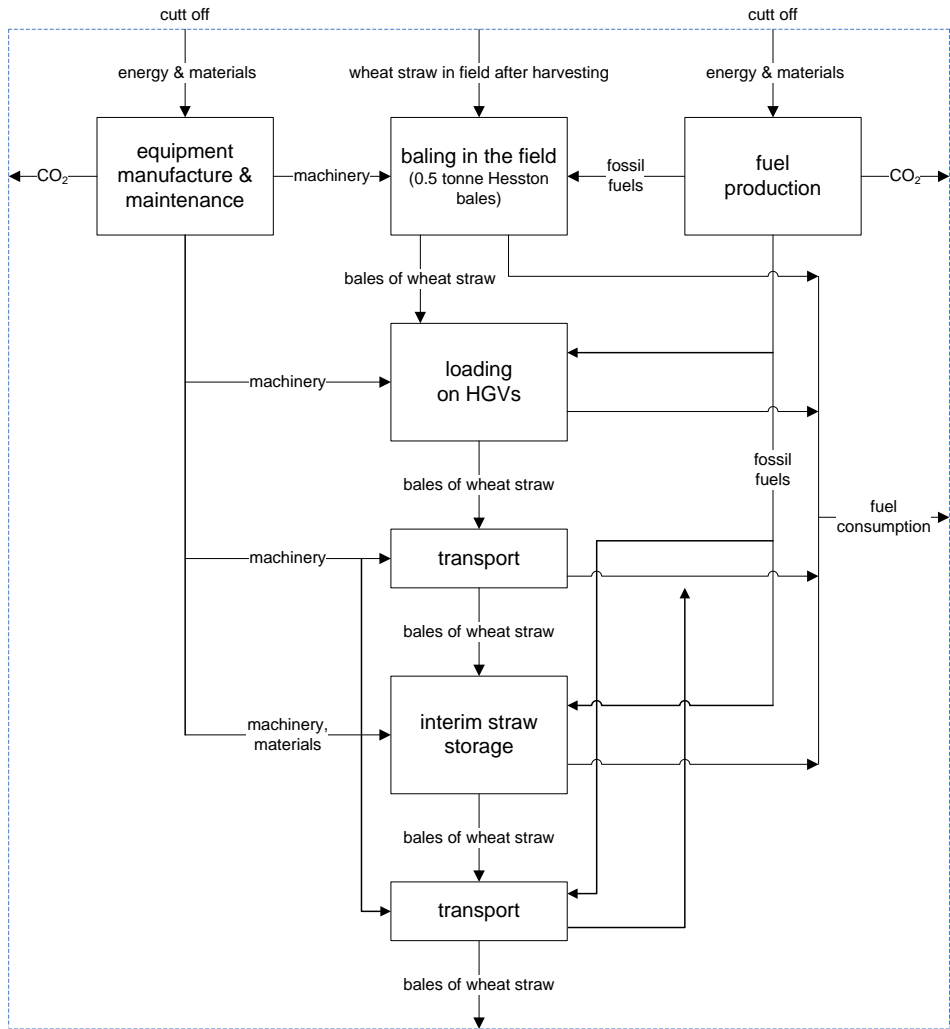 cutt off
cutt off
energy & materials
wheat straw in field after harvesting
energy & materials
equipment
manufacture &
maintenance
baling in the field
(0.5 tonne Hesston
bales)
fuel
production
CO₂
machinery
fossil
fuels
CO₂
bales of wheat straw
loading
on HGVs
machinery
bales of wheat straw
fossil
fuels
fuel
consumption
machinery
transport
bales of wheat straw
machinery,
materials
interim straw
storage
bales of wheat straw
transport
bales of wheat straw